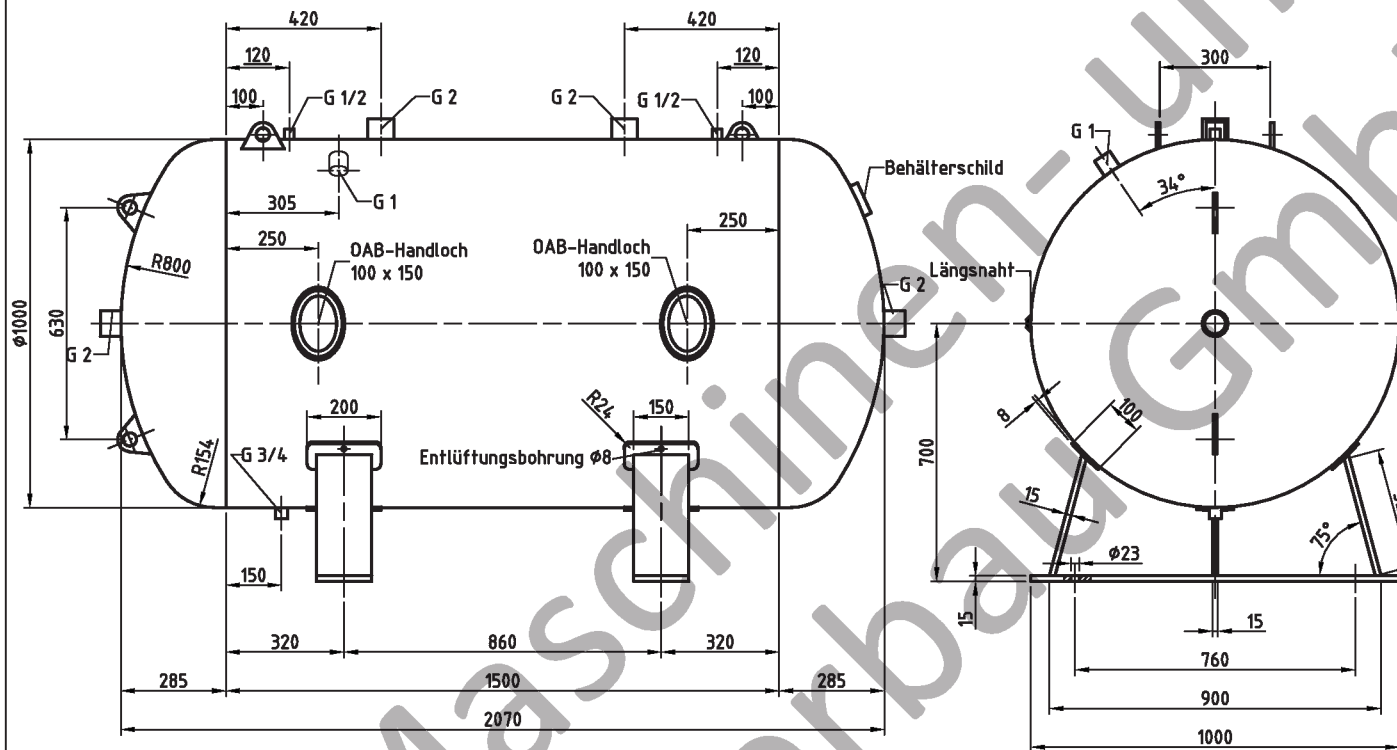 420
420
120
120
100
G 1/2
G 2
G 2
G 1/2
100
300
G 1
34°
Behälterschild
305
G 1
250
250
OAB-Handloch
100 x 150
OAB-Handloch
100 x 150
R800
Längsnaht
G 2
Ø1000
630
G 2
200
R24
150
8
100
700
R154
G 3/4
Entlüftungsbohrung Ø8
15
75°
Ø23
150
15
15
320
860
320
760
285
1500
285
900
2070
1000
Maschinen- un
erbau GmbH